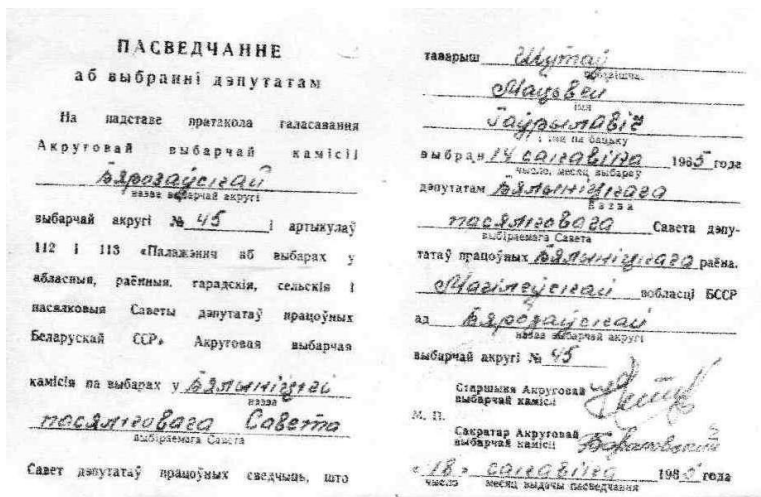 ПАСВЕДЧАННЕ
аб выбранні дэпутатам
На падставе пратакола галасавання
Акруговай выбарчай камісіі
Бярозаўскай
назва выбарчай акругі
выбарчай акругі № 45 і артыкулаў
112 і 113 «Палажэння аб выбарах у
абласныя, раённыя, гарадскія, сельскія і
пасялковыя Саветы дэпутатаў працоўных
Беларускай ССР» Акруговая выбарчая
камісія па выбарах у Бялыніцкі
назва
пасялковага Савета
выбіраемага Савета
Савет дэпутатаў працоўных сведчыць, што
таварыш Шутаў
прозвішча
Мацьвей
імя
Гаўрылавіч
імя па бацьку
выбран 14 сакавіка 1965 года
чысло, месяц выбараў
дэпутатам Бялыніцкага
назва
пасялковага Савета дэпу-
выбіраемага Савета
татаў працоўных Бялыніцкага раёна,
Магілёўскай вобласці БССР
ад Бярозаўскай
назва выбарчай акругі
выбарчай акругі № 45
Старшыня Акруговай
выбарчай камісіі
М. П.
Сакратар Акруговай
выбарчай камісіі
«18» сакавіка 1965 года
чысло месяц выдачы пасведчання